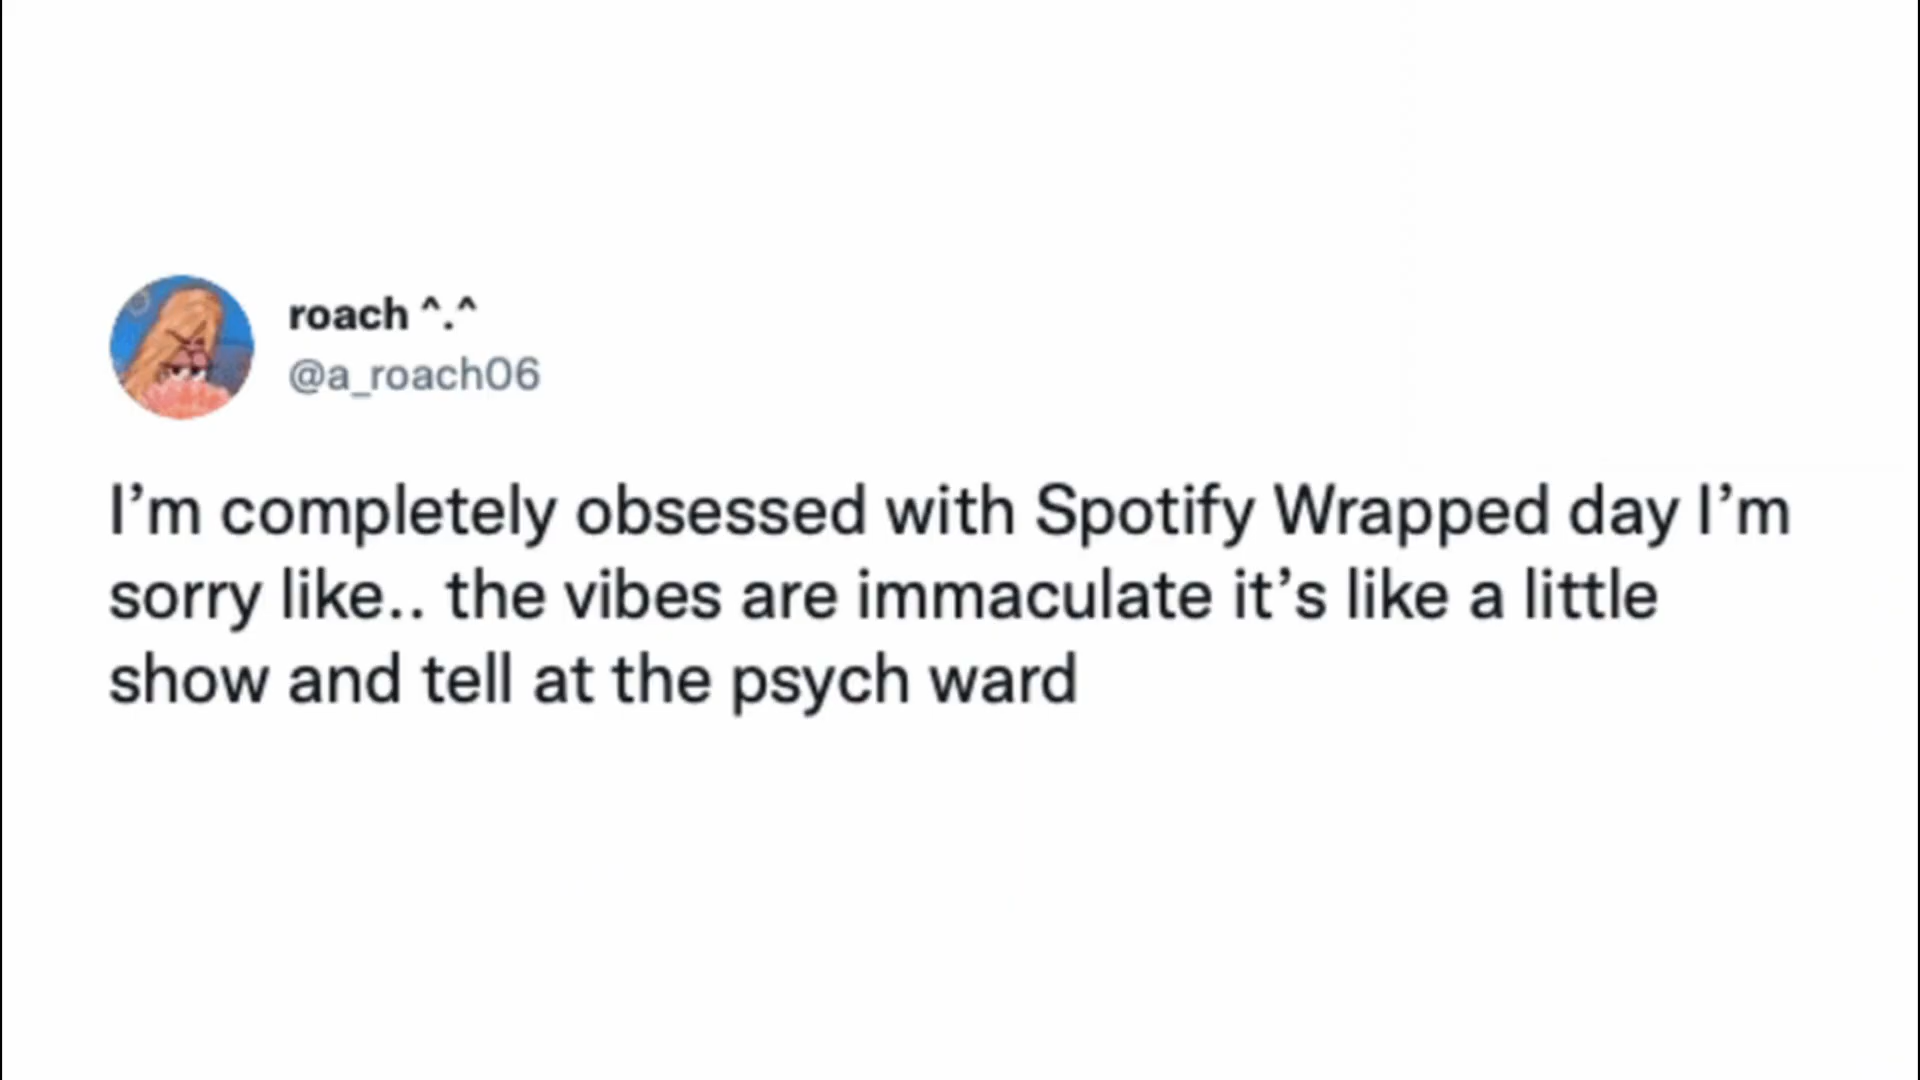 roach ^.^
@a_roach06
I’m completely obsessed with Spotify Wrapped day I’m
sorry like.. the vibes are immaculate it’s like a little
show and tell at the psych ward